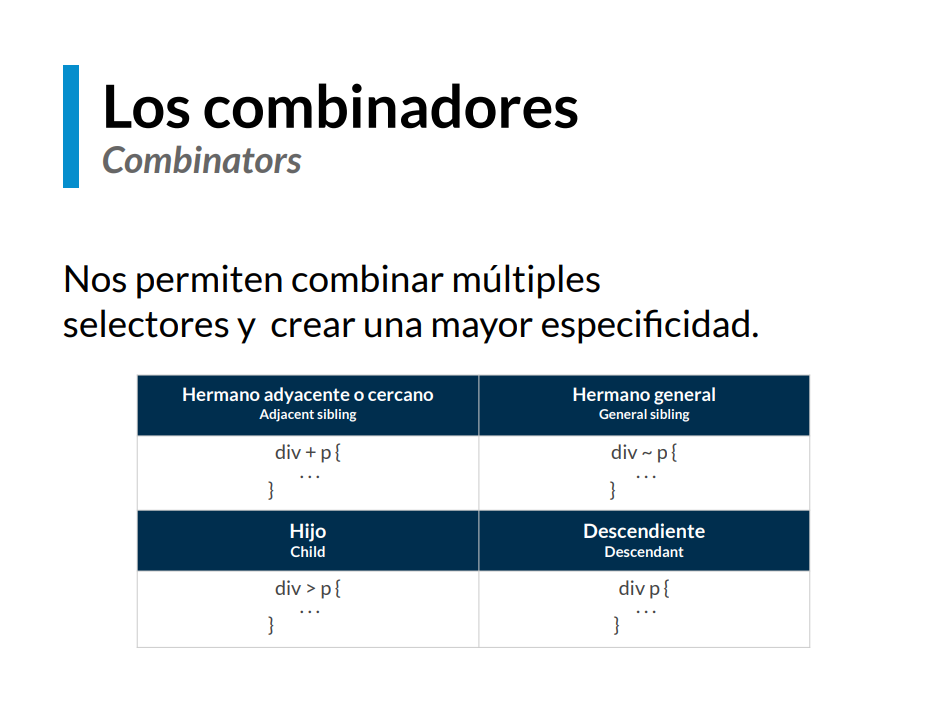 Los combinadores
Combinators
Nos permiten combinar múltiples
selectores y  crear una mayor especificidad.
Hermano adyacente o cercano
Adjacent sibling
Hermano general
General sibling
div + p {
...
}
div ~ p {
...
}
Hijo
Child
Descendiente
Descendant
div > p {
...
}
div p {
...
}